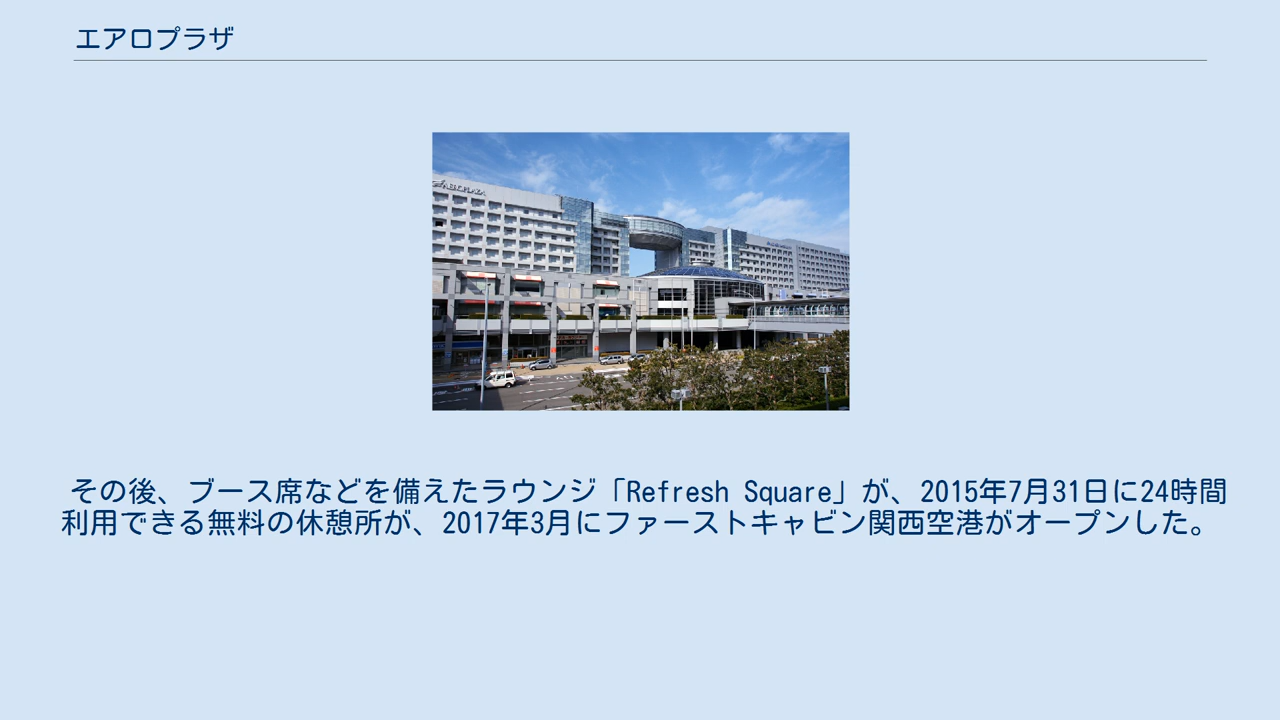 エアロプラザ
AEROPLAZA
その後、ブース席などを備えたラウンジ「Refresh Square」が、2015年7月31日に24時間
利用できる無料の休憩所が、2017年3月にファーストキャビン関西空港がオープンした。